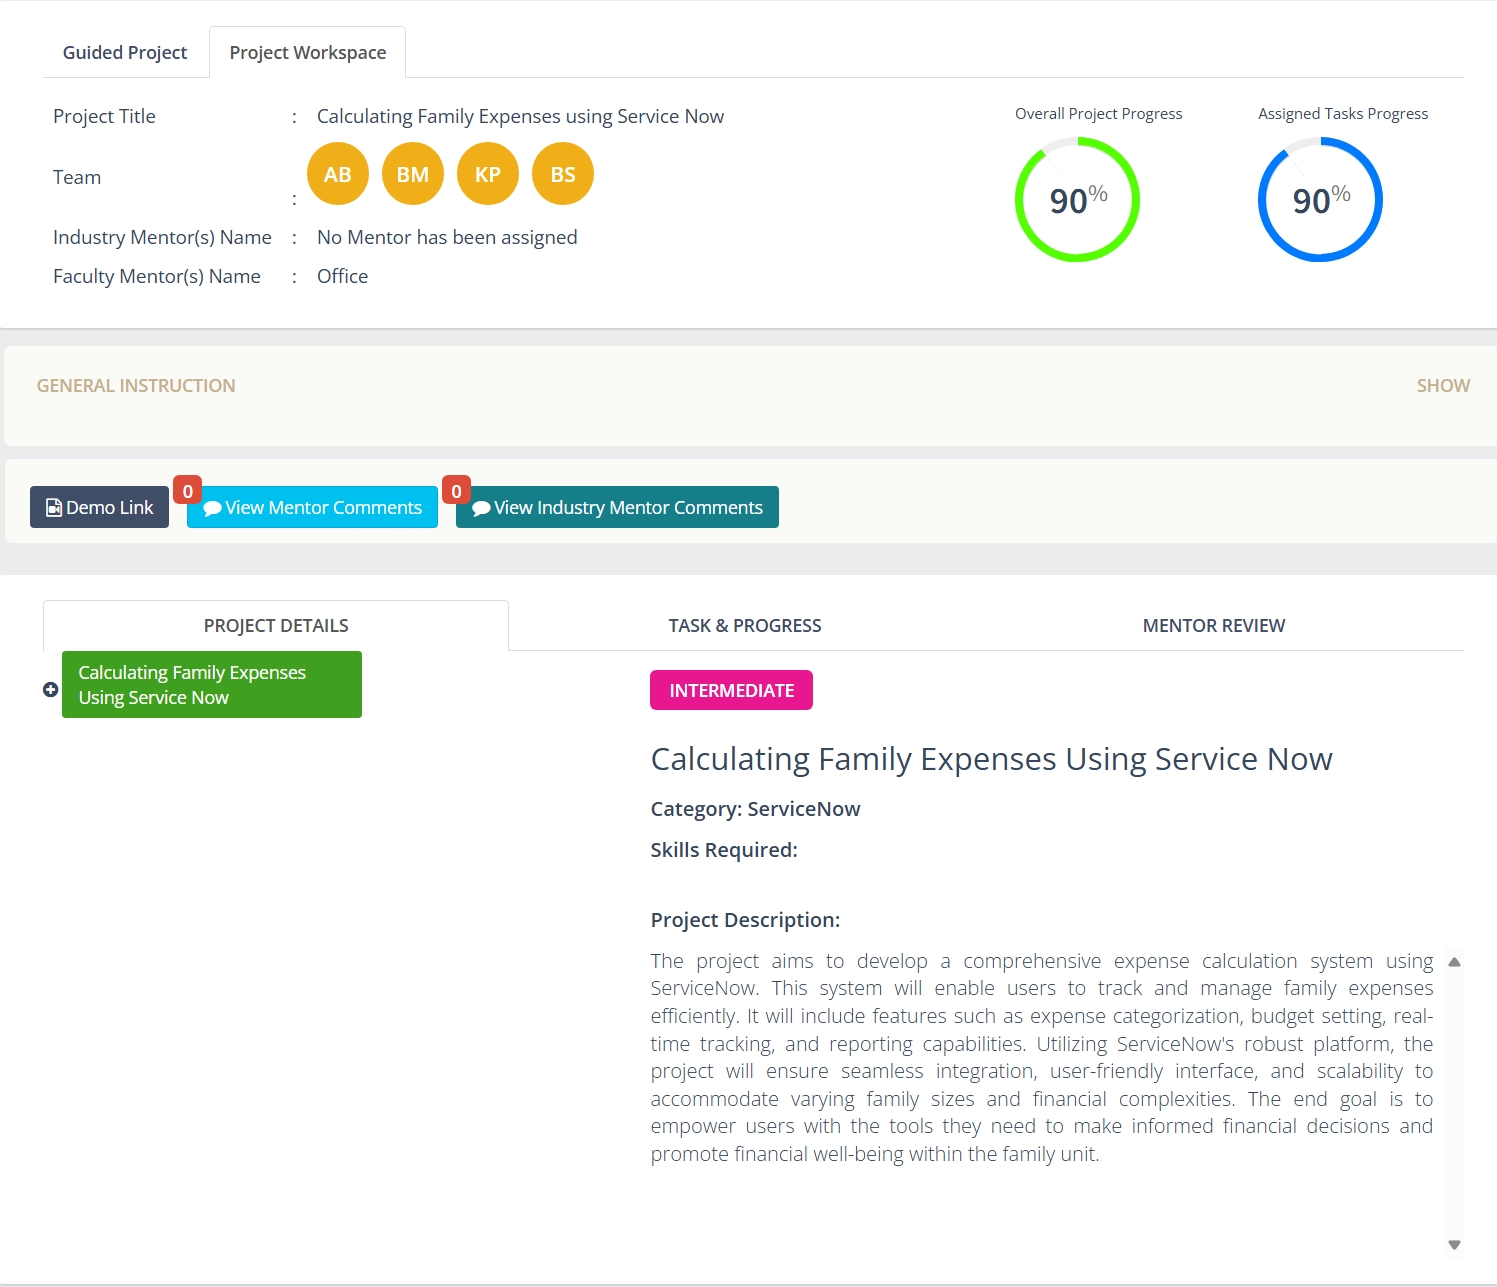 Guided Project
Project Workspace
Project Title : Calculating Family Expenses using Service Now
Team : AB BM KP BS
Industry Mentor(s) Name : No Mentor has been assigned
Faculty Mentor(s) Name : Office
Overall Project Progress
90%
Assigned Tasks Progress
90%
GENERAL INSTRUCTION
SHOW
Demo Link
0
View Mentor Comments
0
View Industry Mentor Comments
PROJECT DETAILS
TASK & PROGRESS
MENTOR REVIEW
Calculating Family Expenses
Using Service Now
INTERMEDIATE
Calculating Family Expenses Using Service Now
Category: ServiceNow
Skills Required:
Project Description:
The project aims to develop a comprehensive expense calculation system using
ServiceNow. This system will enable users to track and manage family expenses
efficiently. It will include features such as expense categorization, budget setting, real-
time tracking, and reporting capabilities. Utilizing ServiceNow's robust platform, the
project will ensure seamless integration, user-friendly interface, and scalability to
accommodate varying family sizes and financial complexities. The end goal is to
empower users with the tools they need to make informed financial decisions and
promote financial well-being within the family unit.